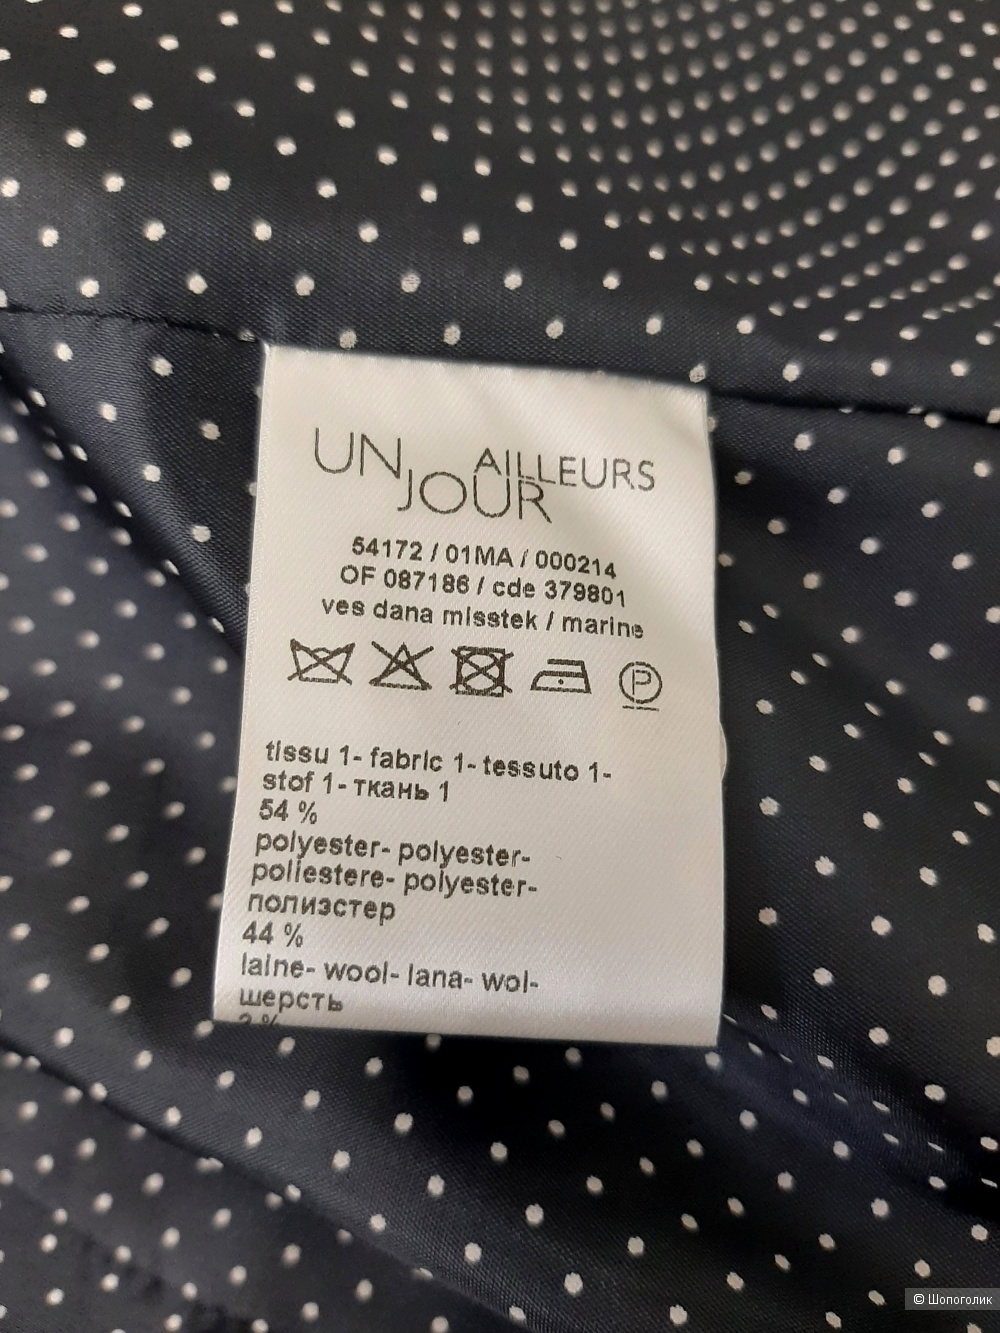 UN JOUR AILLEURS
54172 / 01MA / 000214
OF 087186 / cde 379801
ves dana misstek / marine
P
tissu 1- fabric 1- tessuto 1-
stof 1- ткань 1
54 %
polyester- polyester-
poliestere- polyester-
полиэстер
44 %
laine- wool- lana- wol-
шерсть
2 %
© Шопоголик